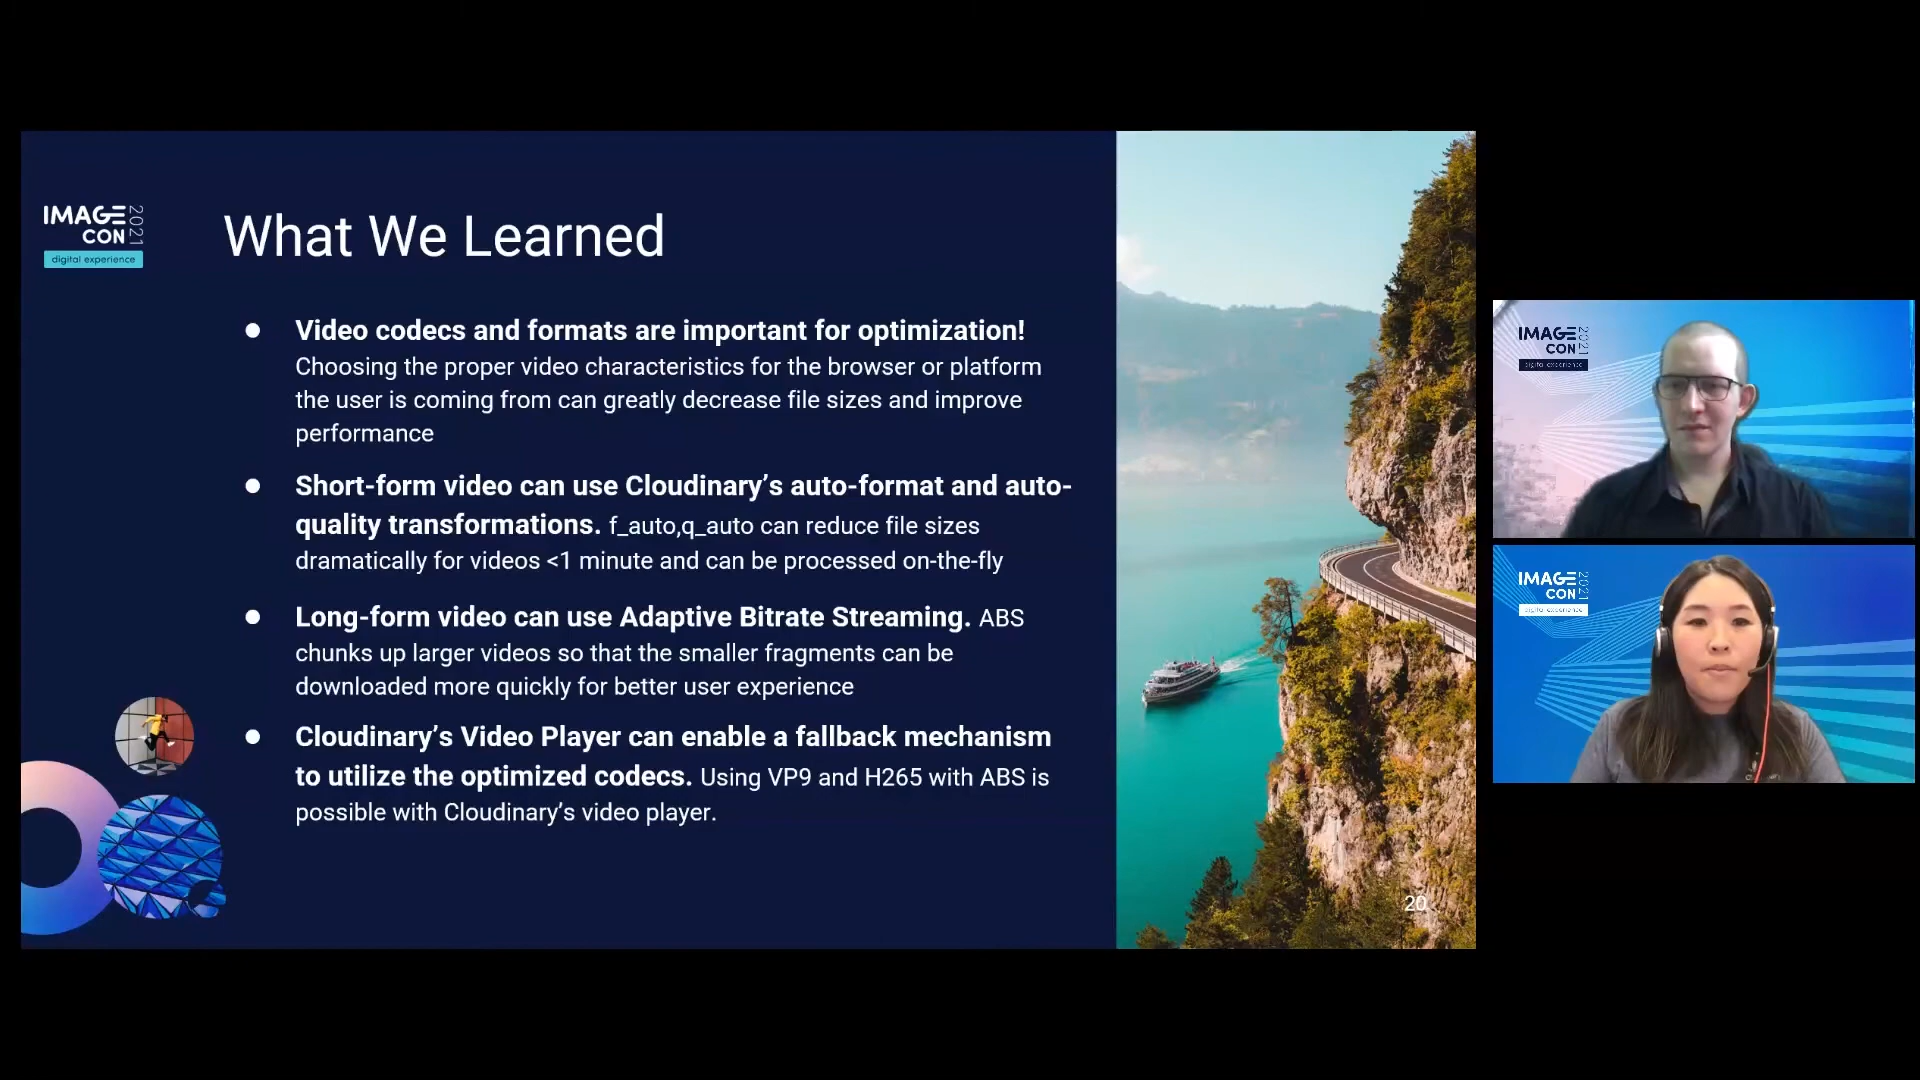 IMAGE
CON
2021
digital experience
What We Learned
● Video codecs and formats are important for optimization!
Choosing the proper video characteristics for the browser or platform
the user is coming from can greatly decrease file sizes and improve
performance
● Short-form video can use Cloudinary’s auto-format and auto-
quality transformations. f_auto,q_auto can reduce file sizes
dramatically for videos <1 minute and can be processed on-the-fly
● Long-form video can use Adaptive Bitrate Streaming. ABS
chunks up larger videos so that the smaller fragments can be
downloaded more quickly for better user experience
● Cloudinary’s Video Player can enable a fallback mechanism
to utilize the optimized codecs. Using VP9 and H265 with ABS is
possible with Cloudinary’s video player.
20
IMAGE
CON
2021
digital experience
IMAGE
CON
2021
digital experience